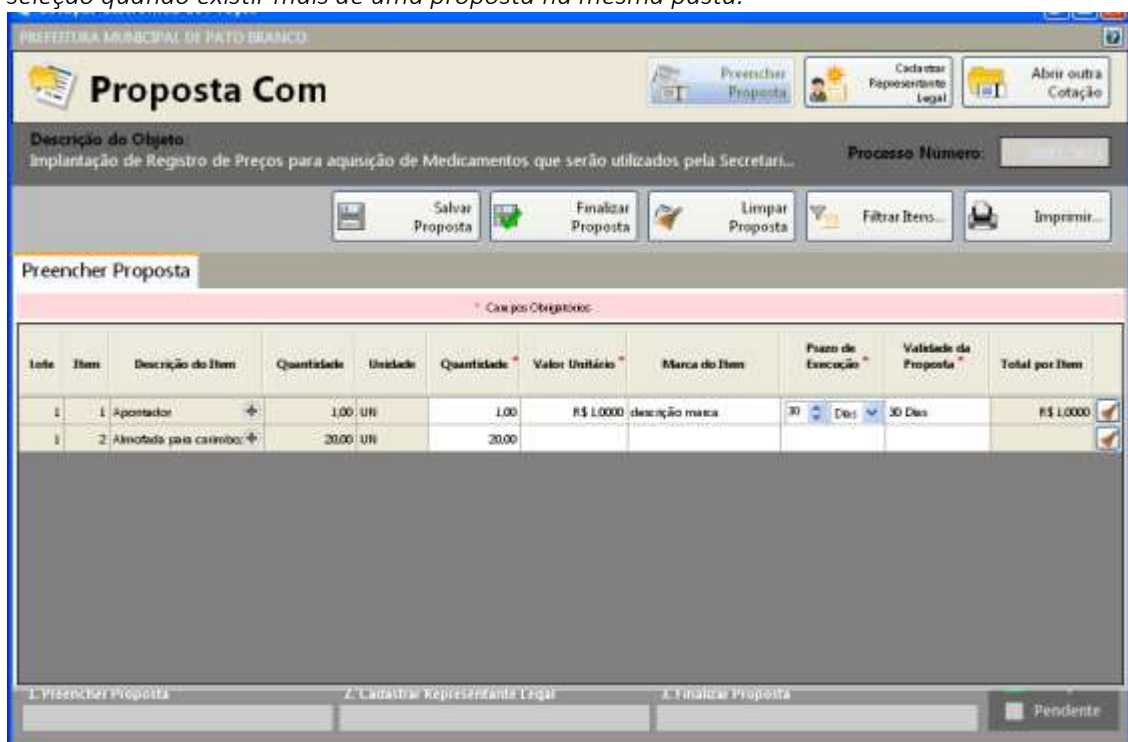 seleção quando existir mais de uma proposta na mesma pasta.
PREFEITURA MUNICIPAL DE PATO BRANCO
Proposta Com
Preencher Proposta
Cadastrar Representante Legal
Abrir outra Cotação
Descrição do Objeto:
Implantação de Registro de Preços para aquisição de Medicamentos que serão utilizados pela Secretari...
Processo Número:
Salvar Proposta
Finalizar Proposta
Limpar Proposta
Filtrar Itens...
Imprimir...
Preencher Proposta
* Campos Obrigatórios
Lote Item Descrição do Item Quantidade Unidade Quantidade * Valor Unitário * Marca do Item Prazo de Execução * Validade da Proposta * Total por Item
1 1 Apontador + 1,00 UN 1,00 R$ 1,0000 descrição marca 30 Dias 30 Dias R$ 1,0000
1 2 Almofada para carimbo; + 20,00 UN 20,00
1. Preencher Proposta 2. Cadastrar Representante Legal 3. Finalizar Proposta
Pendente